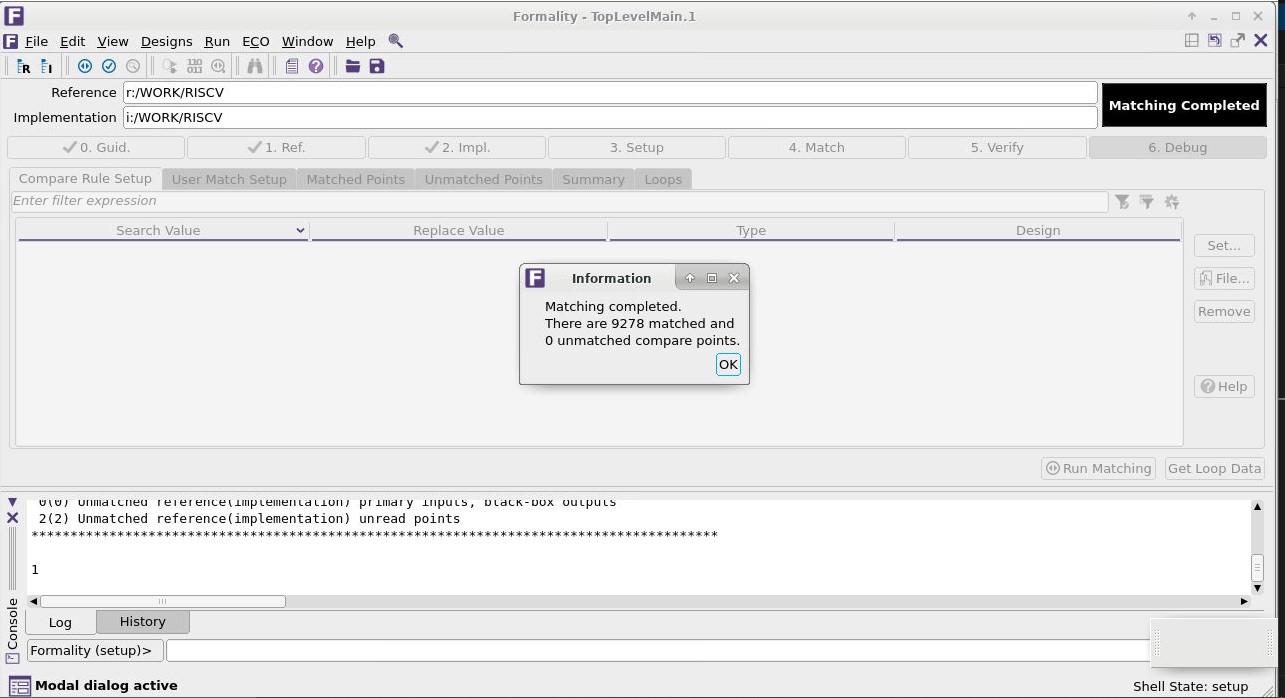 Formality - TopLevelMain.1
File Edit View Designs Run ECO Window Help
R I
Reference r:/WORK/RISCV
Implementation i:/WORK/RISCV
Matching Completed
0. Guid. 1. Ref. 2. Impl. 3. Setup 4. Match 5. Verify 6. Debug
Compare Rule Setup User Match Setup Matched Points Unmatched Points Summary Loops
Enter filter expression
Search Value Replace Value Type Design
Set...
File...
Remove
Help
Information
Matching completed.
There are 9278 matched and
0 unmatched compare points.
OK
Run Matching Get Loop Data
0(0) Unmatched reference(implementation) primary inputs, black-box outputs
2(2) Unmatched reference(implementation) unread points
****************************************************************************************
1
Console
Log History
Formality (setup)>
Modal dialog active Shell State: setup